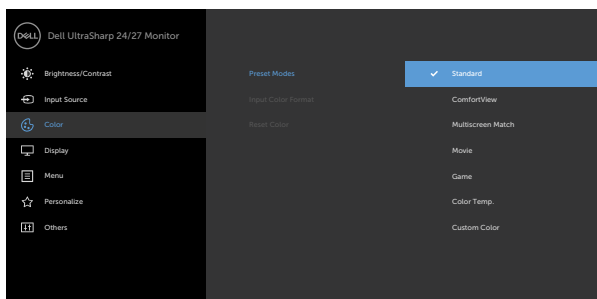 DELL Dell UltraSharp 24/27 Monitor
Brightness/Contrast Preset Modes Standard
Input Source Input Color Format ComfortView
Color Reset Color Multiscreen Match
Display Movie
Menu Game
Personalize Color Temp.
Others Custom Color